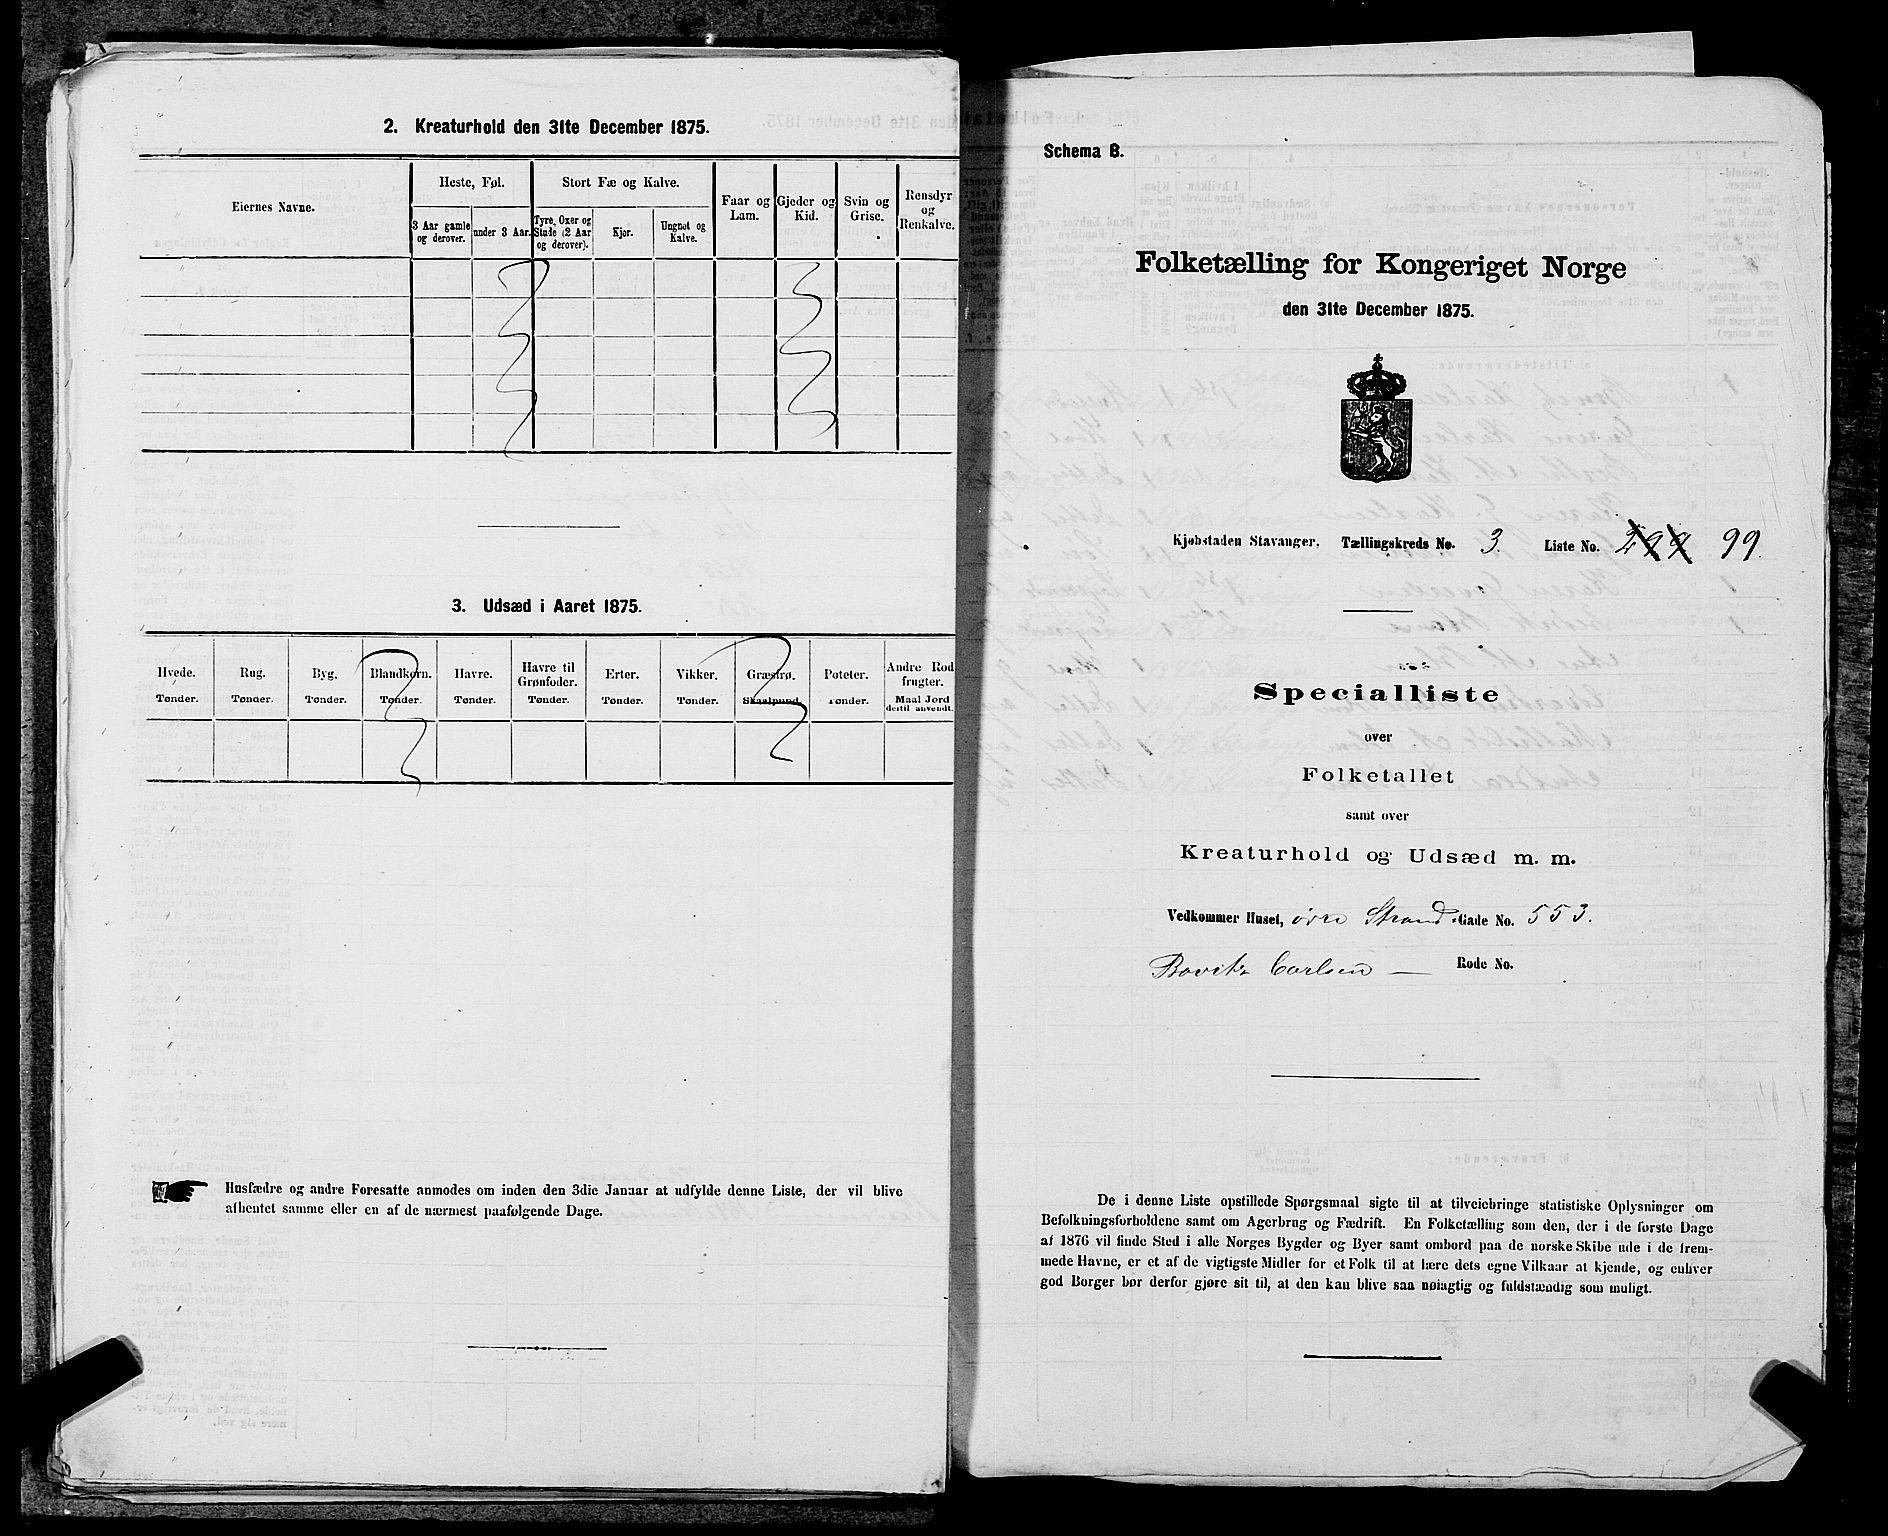 2. Kreaturhold den 31te December 1875.
Eiernes Navne.
Heste, Føl.
3 Aar gamle og derover.
under 3 Aar.
Stort Fæ og Kalve.
Tyre, Oxer og Stude (2 Aar og derover).
Kjør.
Ungnøt og Kalve.
Faar og Lam.
Gjeder og Kid.
Svin og Grise.
Rensdyr og Renkalve.
3. Udsæd i Aaret 1875.
Hvede. Tønder.
Rug. Tønder.
Byg. Tønder.
Blandkorn. Tønder.
Havre. Tønder.
Havre til Grønfoder. Tønder.
Erter. Tønder.
Vikker. Tønder.
Græsfrø. Skaalpund.
Poteter. Tønder.
Andre Rodfrugter. Maal Jord dertil anvendt.
Husfædre og andre Foresatte anmodes om inden den 3die Januar at udfylde denne Liste, der vil blive
afhentet samme eller en af de nærmest paafølgende Dage.
Schema B.
Folketælling for Kongeriget Norge
den 31te December 1875.
Kjøbstaden Stavanger. Tællingskreds No. 3. Liste No. 299 99.
Specialliste
over
Folketallet
samt over
Kreaturhold og Udsæd m. m.
Vedkommer Huset, øvre Strand Gade No. 553.
Carlsen — Rode No.
De i denne Liste opstillede Spørgsmaal sigte til at tilveiebringe statistiske Oplysninger om
Befolkningsforholdene samt om Agerbrug og Fædrift. En Folketælling som den, der i de første Dage
af 1876 vil finde Sted i alle Norges Bygder og Byer samt ombord paa de norske Skibe ude i de frem-
mede Havne, er et af de vigtigste Midler for et Folk til at lære dets egne Vilkaar at kjende, og enhver
god Borger bør derfor gjøre sit til, at den kan blive saa nøiagtig og fuldstændig som muligt.